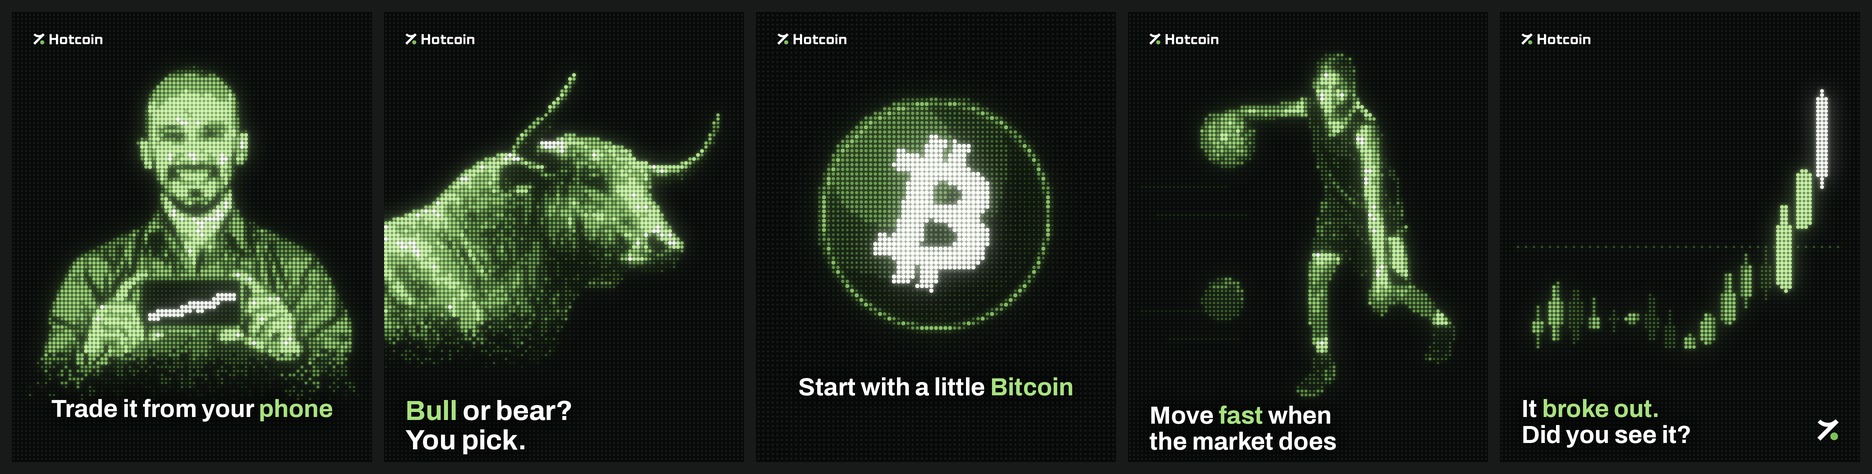 Hotcoin
Trade it from your phone
Hotcoin
Bull or bear?
You pick.
Hotcoin
Start with a little Bitcoin
Hotcoin
Move fast when
the market does
Hotcoin
It broke out.
Did you see it?